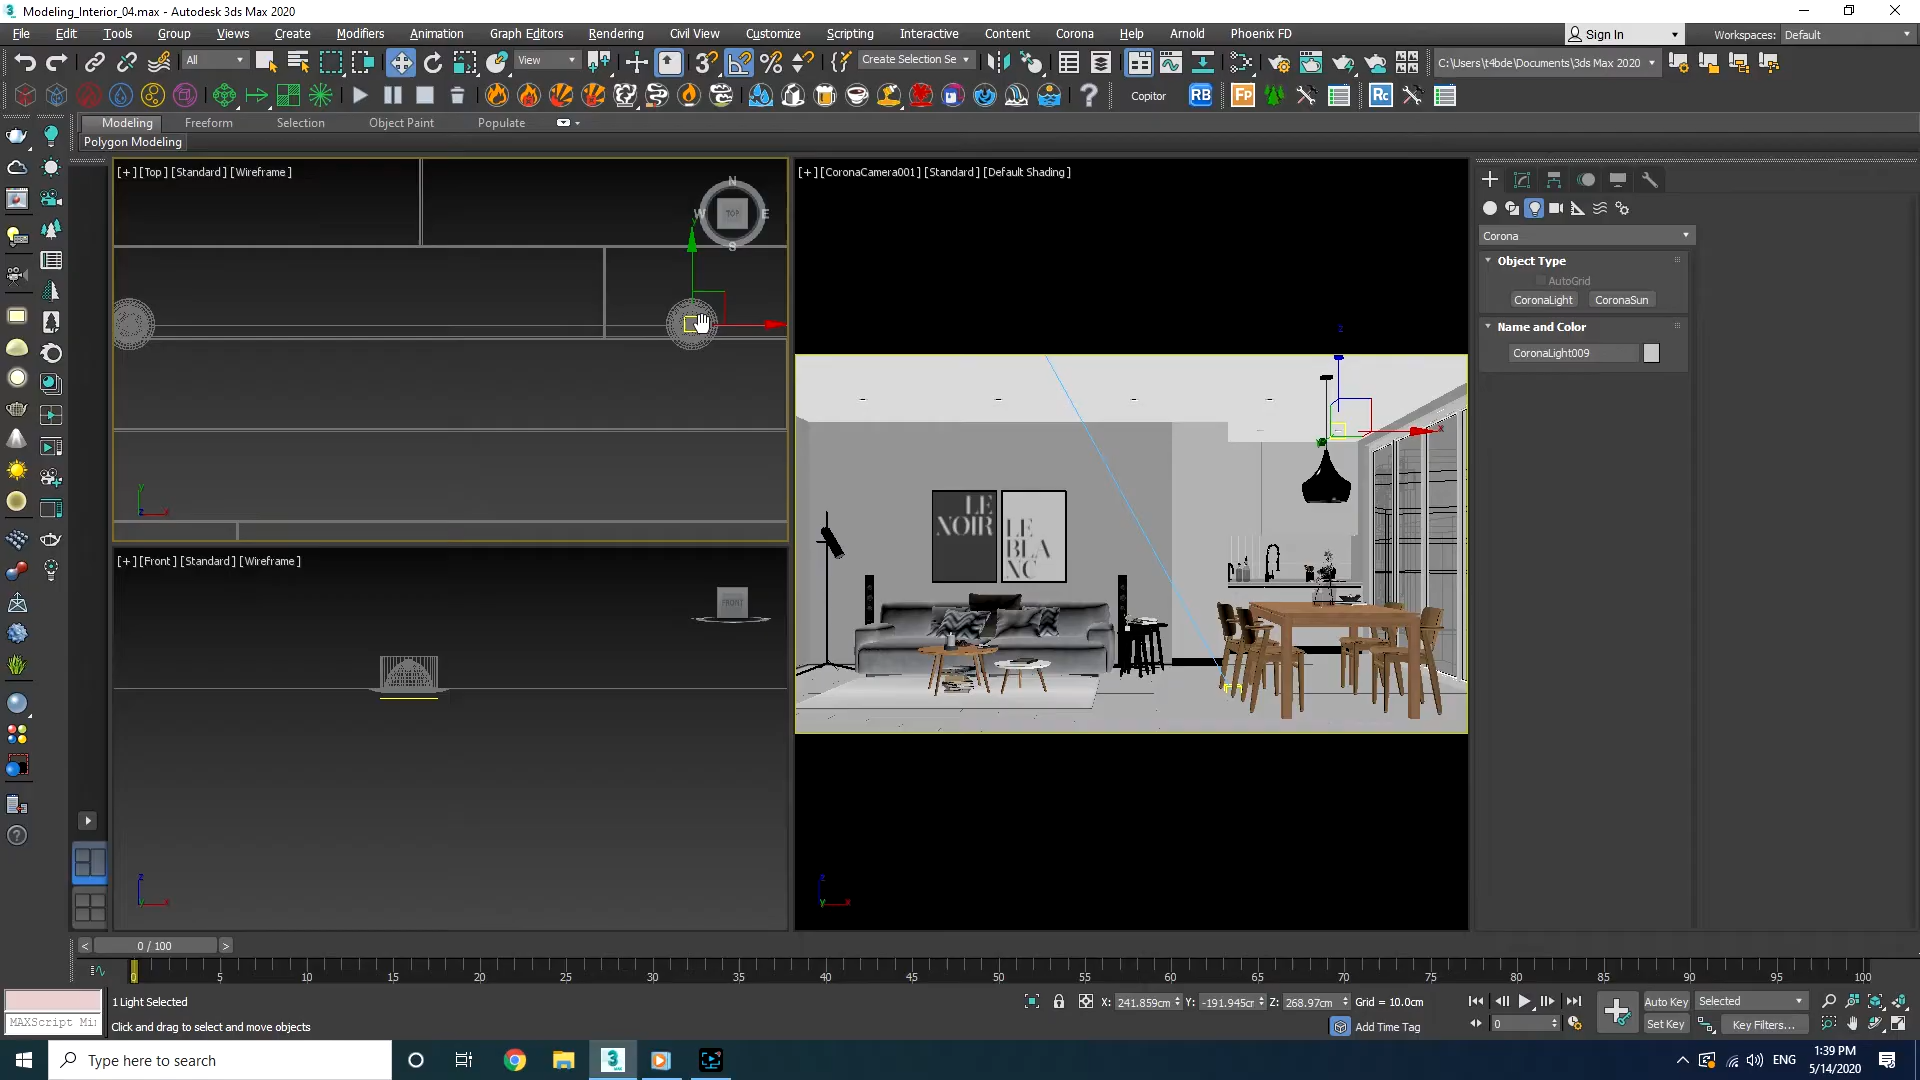 Modeling_Interior_04.max - Autodesk 3ds Max 2020
File Edit Tools Group Views Create Modifiers Animation Graph Editors Rendering Civil View Customize Scripting Interactive Content Corona Help Arnold Phoenix FD
Sign In
Workspaces: Default
All
View
Create Selection Se
C:\Users\t4bde\Documents\3ds Max 2020
Copitor
RB
Fp
Rc
Modeling Freeform Selection Object Paint Populate
Polygon Modeling
[+] [Top] [Standard] [Wireframe]
N
W TOP E
S
[+] [CoronaCamera001] [Standard] [Default Shading]
LE
NOIR
LE
BLA
NC
[+] [Front] [Standard] [Wireframe]
FRONT
Corona
Object Type
AutoGrid
CoronaLight CoronaSun
Name and Color
CoronaLight009
0 / 100
0 5 10 15 20 25 30 35 40 45 50 55 60 65 70 75 80 85 90 95 100
1 Light Selected
MAXScript Mi
Click and drag to select and move objects
X: 241.859cm Y: -191.945cm Z: 268.97cm Grid = 10.0cm
Add Time Tag
0
Auto Key Selected
Set Key Key Filters...
Type here to search
ENG
1:39 PM
5/14/2020